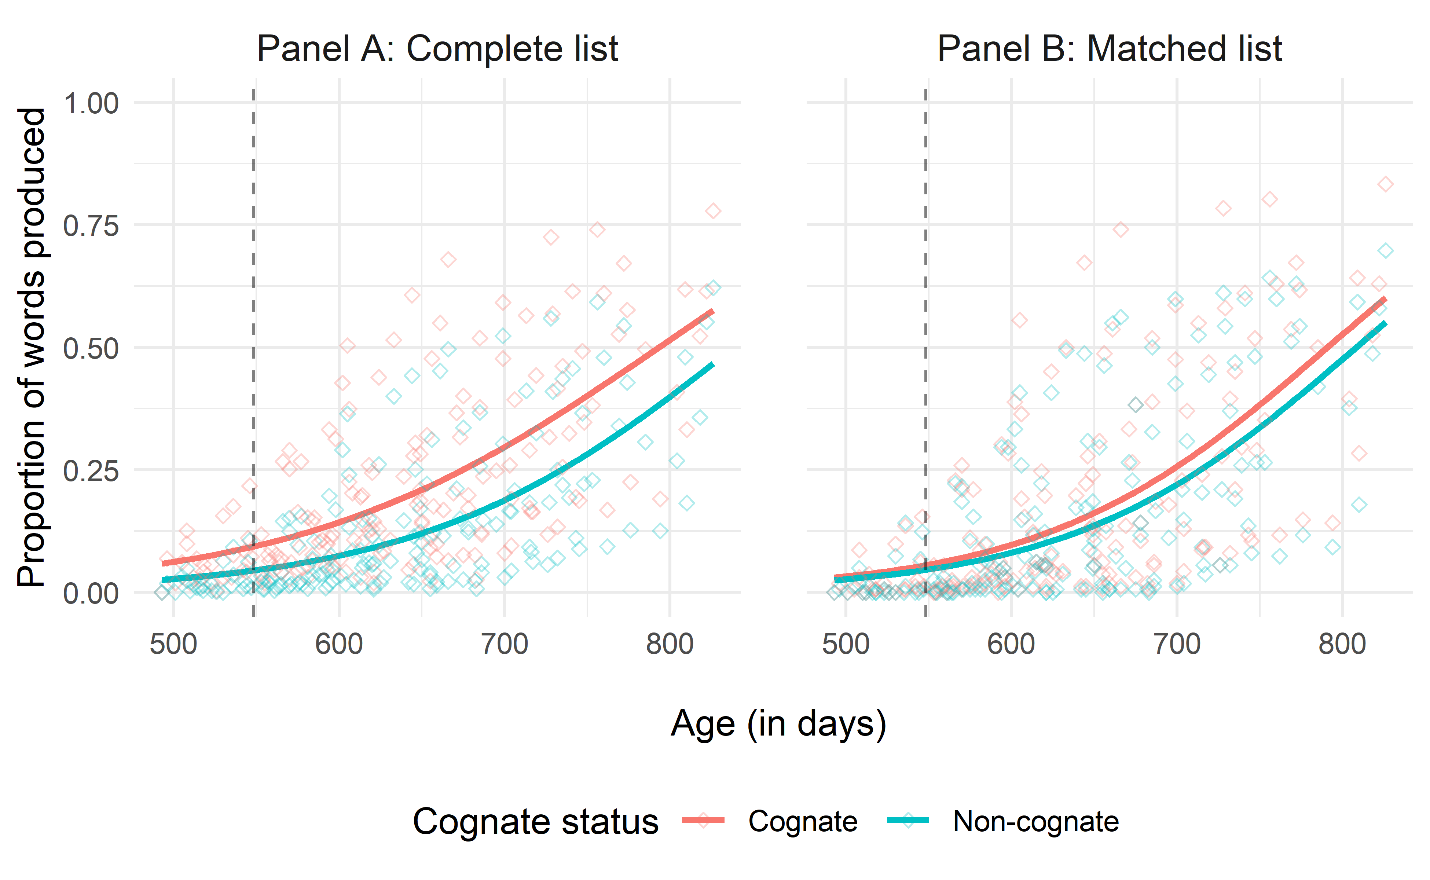 Panel A: Complete list
Panel B: Matched list
Proportion of words produced
1.00
0.75
0.50
0.25
0.00
500 600 700 800
500 600 700 800
Age (in days)
Cognate status Cognate Non-cognate